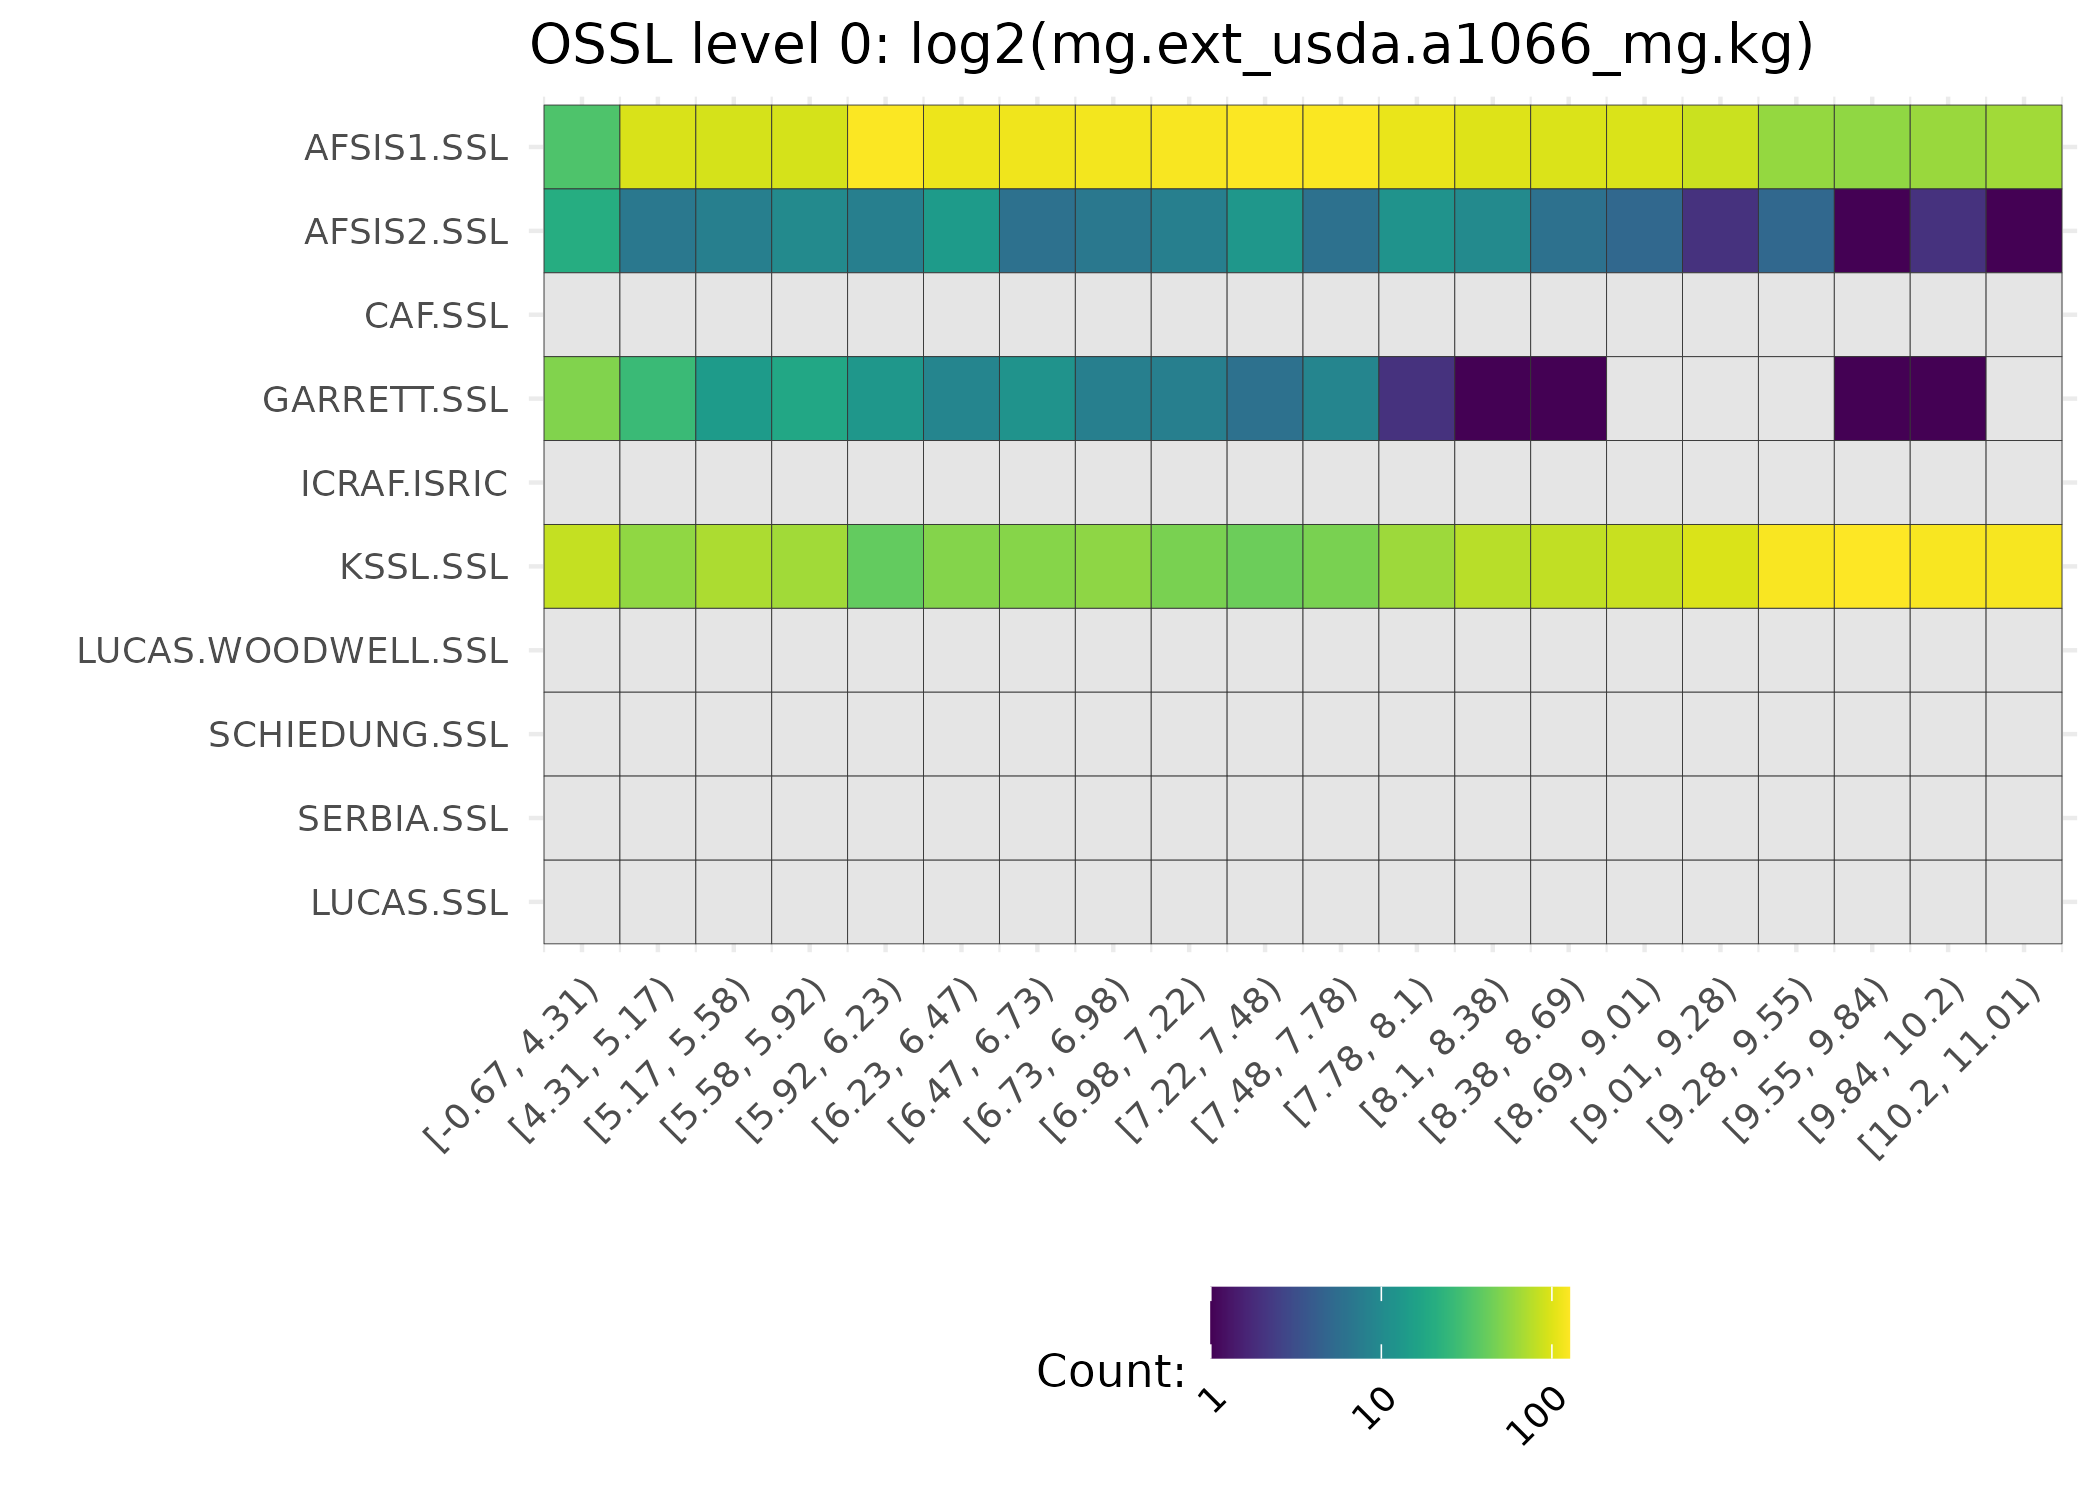 OSSL level 0: log2(mg.ext_usda.a1066_mg.kg)
AFSIS1.SSL
AFSIS2.SSL
CAF.SSL
GARRETT.SSL
ICRAF.ISRIC
KSSL.SSL
LUCAS.WOODWELL.SSL
SCHIEDUNG.SSL
SERBIA.SSL
LUCAS.SSL
[-0.67, 4.31)
[4.31, 5.17)
[5.17, 5.58)
[5.58, 5.92)
[5.92, 6.23)
[6.23, 6.47)
[6.47, 6.73)
[6.73, 6.98)
[6.98, 7.22)
[7.22, 7.48)
[7.48, 7.78)
[7.78, 8.1)
[8.1, 8.38)
[8.38, 8.69)
[8.69, 9.01)
[9.01, 9.28)
[9.28, 9.55)
[9.55, 9.84)
[9.84, 10.2)
[10.2, 11.01)
Count:
1
10
100